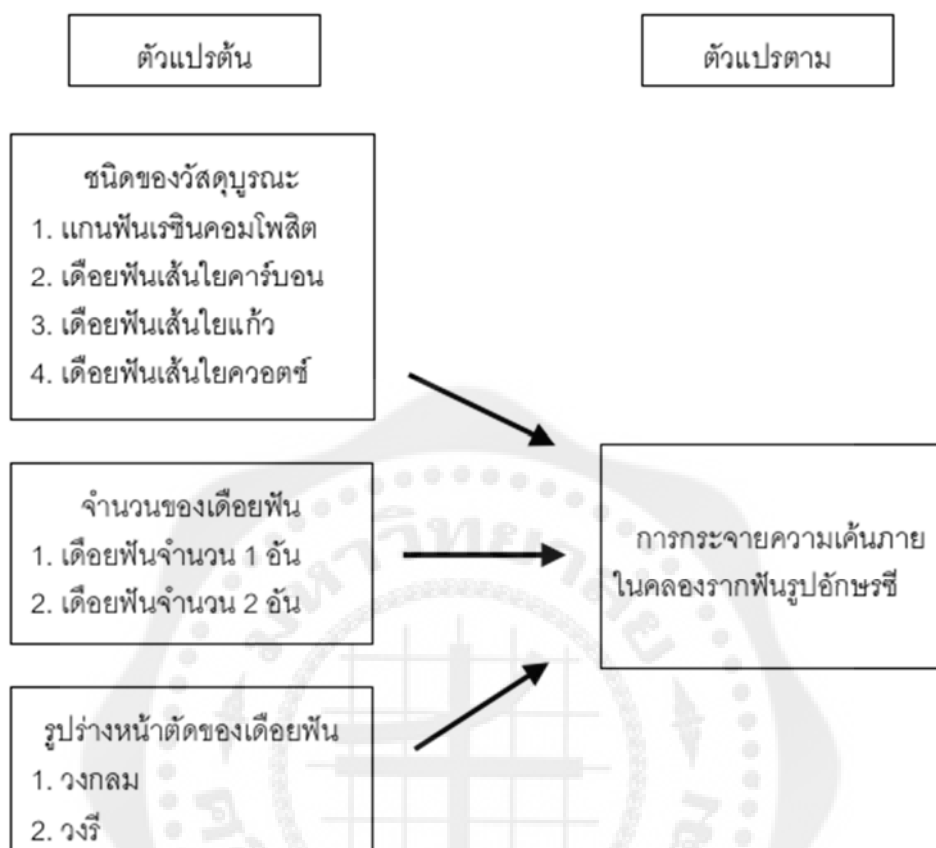 ตัวแปรต้น
ตัวแปรตาม
ชนิดของวัสดุบูรณะ
1. แกนฟันเรซินคอมโพสิต
2. เดือยฟันเส้นใยคาร์บอน
3. เดือยฟันเส้นใยแก้ว
4. เดือยฟันเส้นใยควอตซ์
จำนวนของเดือยฟัน
1. เดือยฟันจำนวน 1 อัน
2. เดือยฟันจำนวน 2 อัน
รูปร่างหน้าตัดของเดือยฟัน
1. วงกลม
2. วงรี
การกระจายความเค้นภาย
ในคลองรากฟันรูปอักษรซี
มหาวิทยาลัย